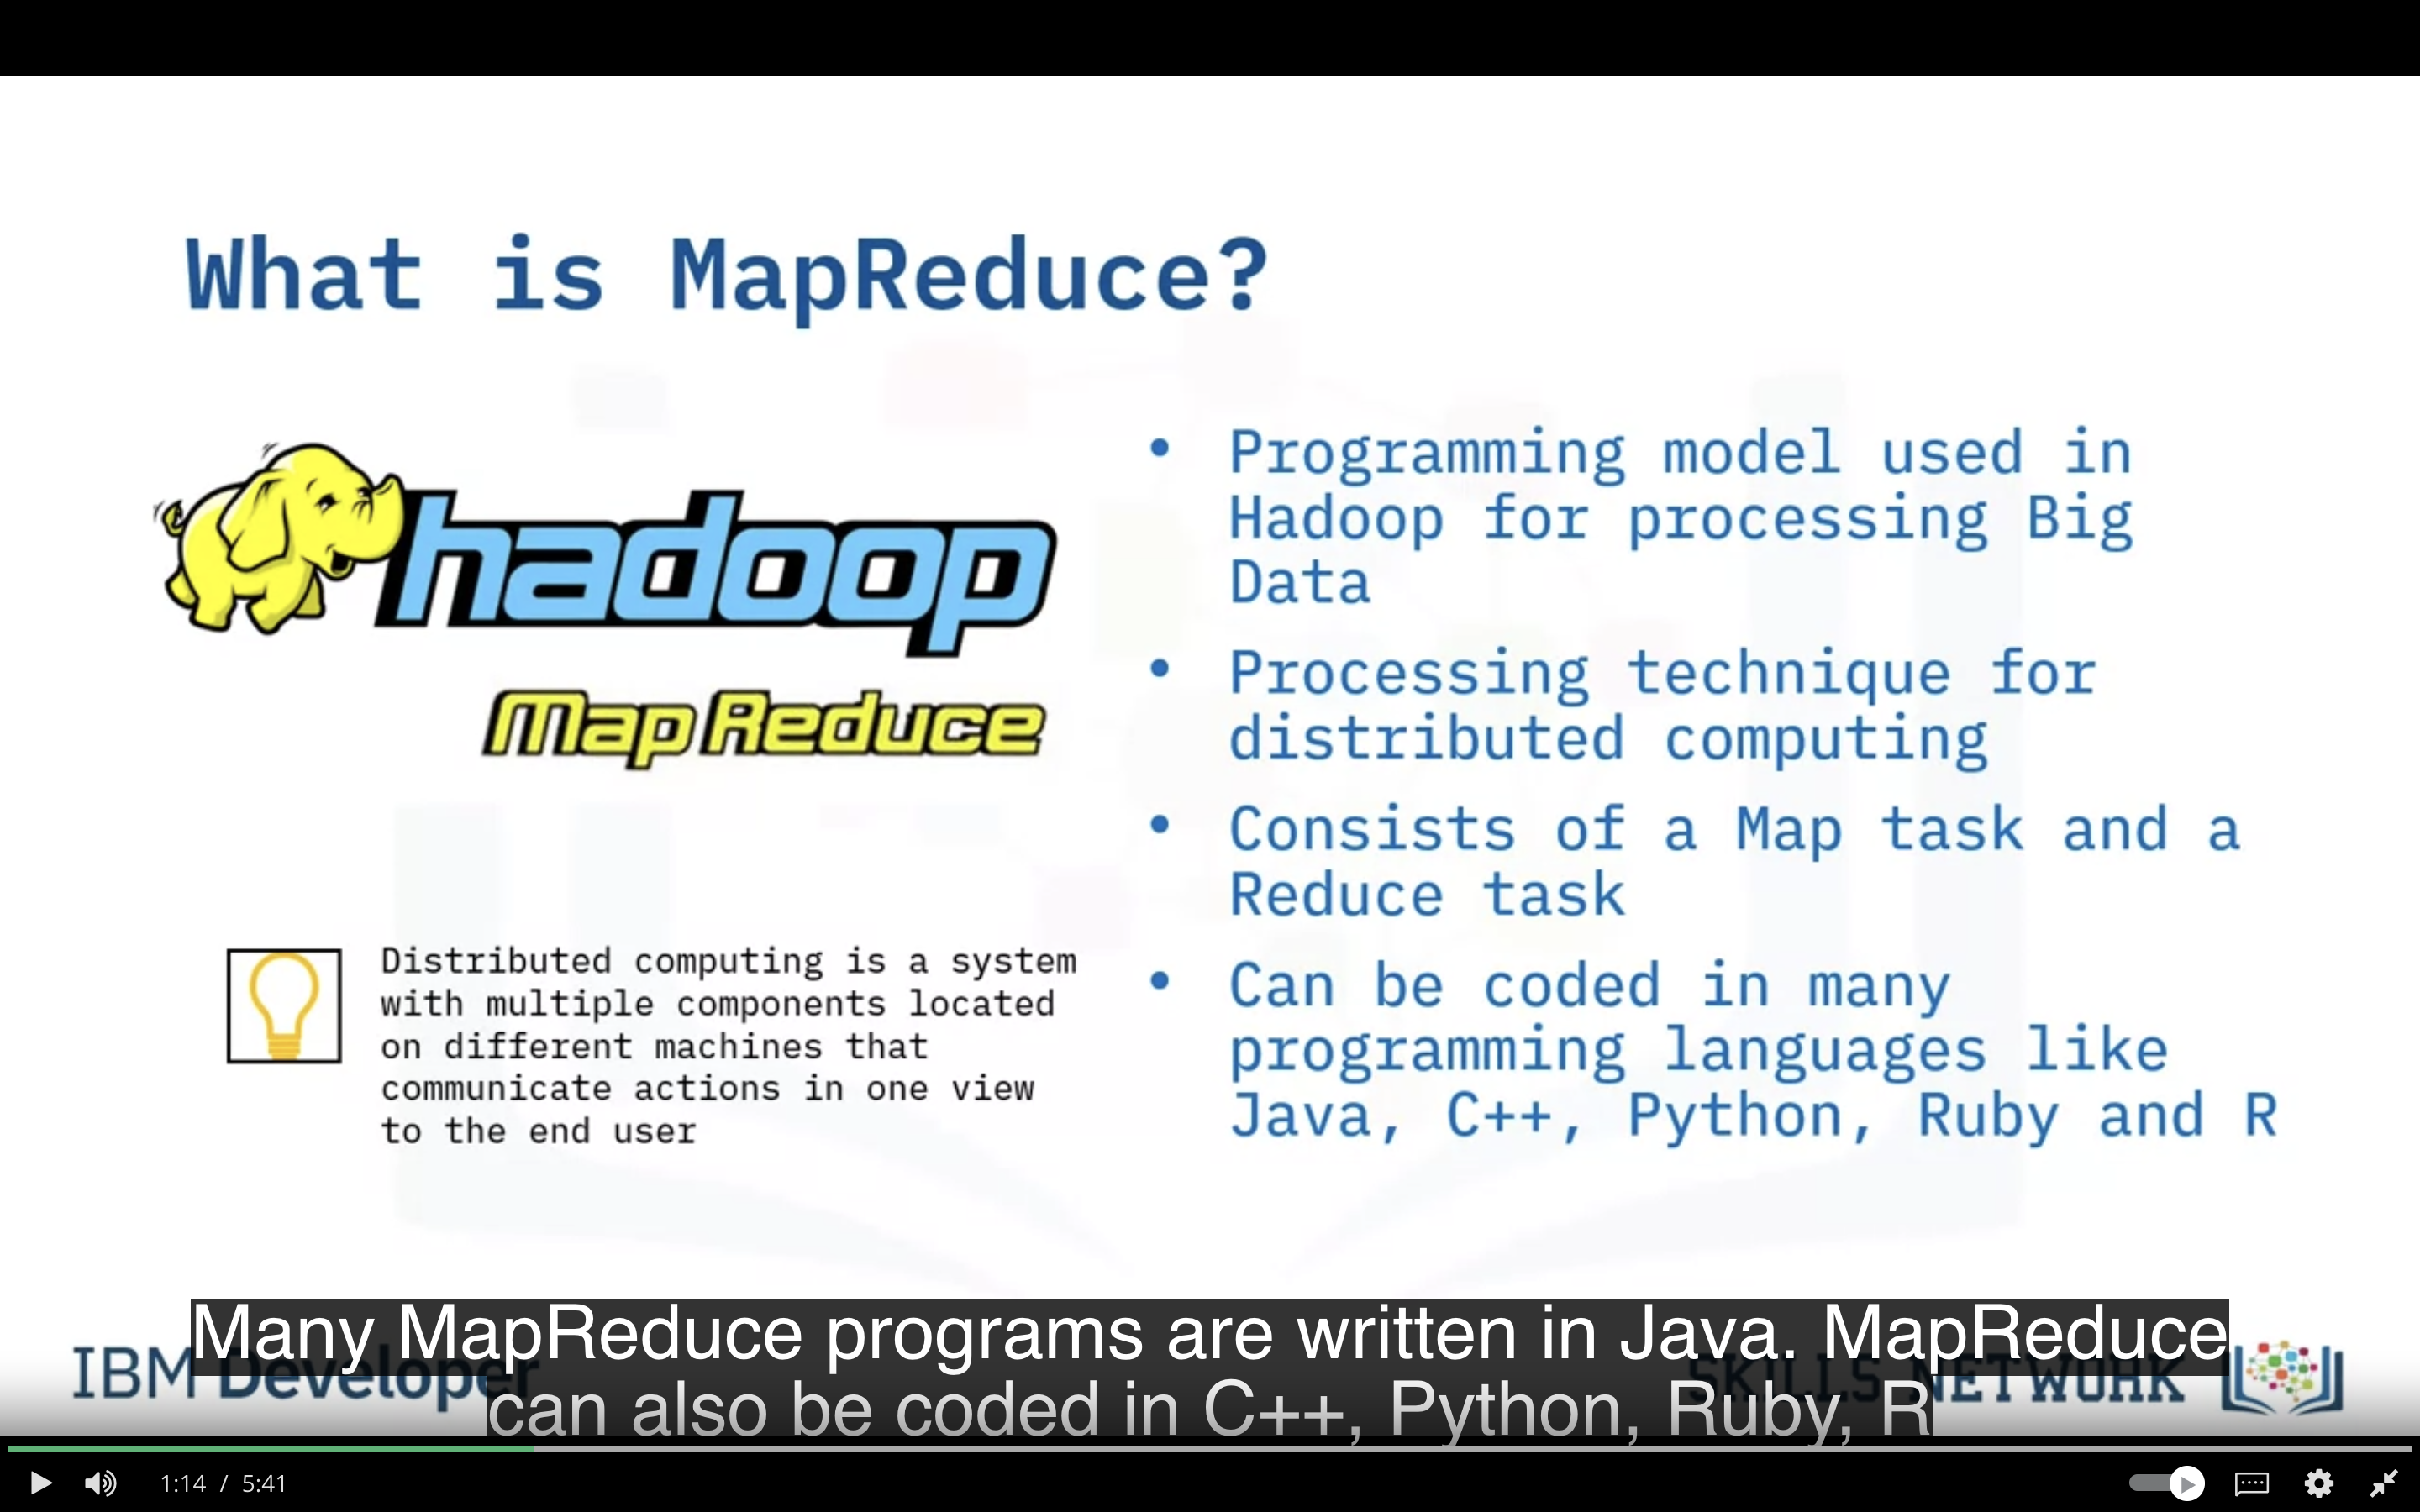 What is MapReduce?
hadoop
Map Reduce
Distributed computing is a system
with multiple components located
on different machines that
communicate actions in one view
to the end user
• Programming model used in
Hadoop for processing Big
Data
• Processing technique for
distributed computing
• Consists of a Map task and a
Reduce task
• Can be coded in many
programming languages like
Java, C++, Python, Ruby and R
IBM Developer
SKILLS NETWORK
Many MapReduce programs are written in Java. MapReduce
can also be coded in C++, Python, Ruby, R
1:14 / 5:41